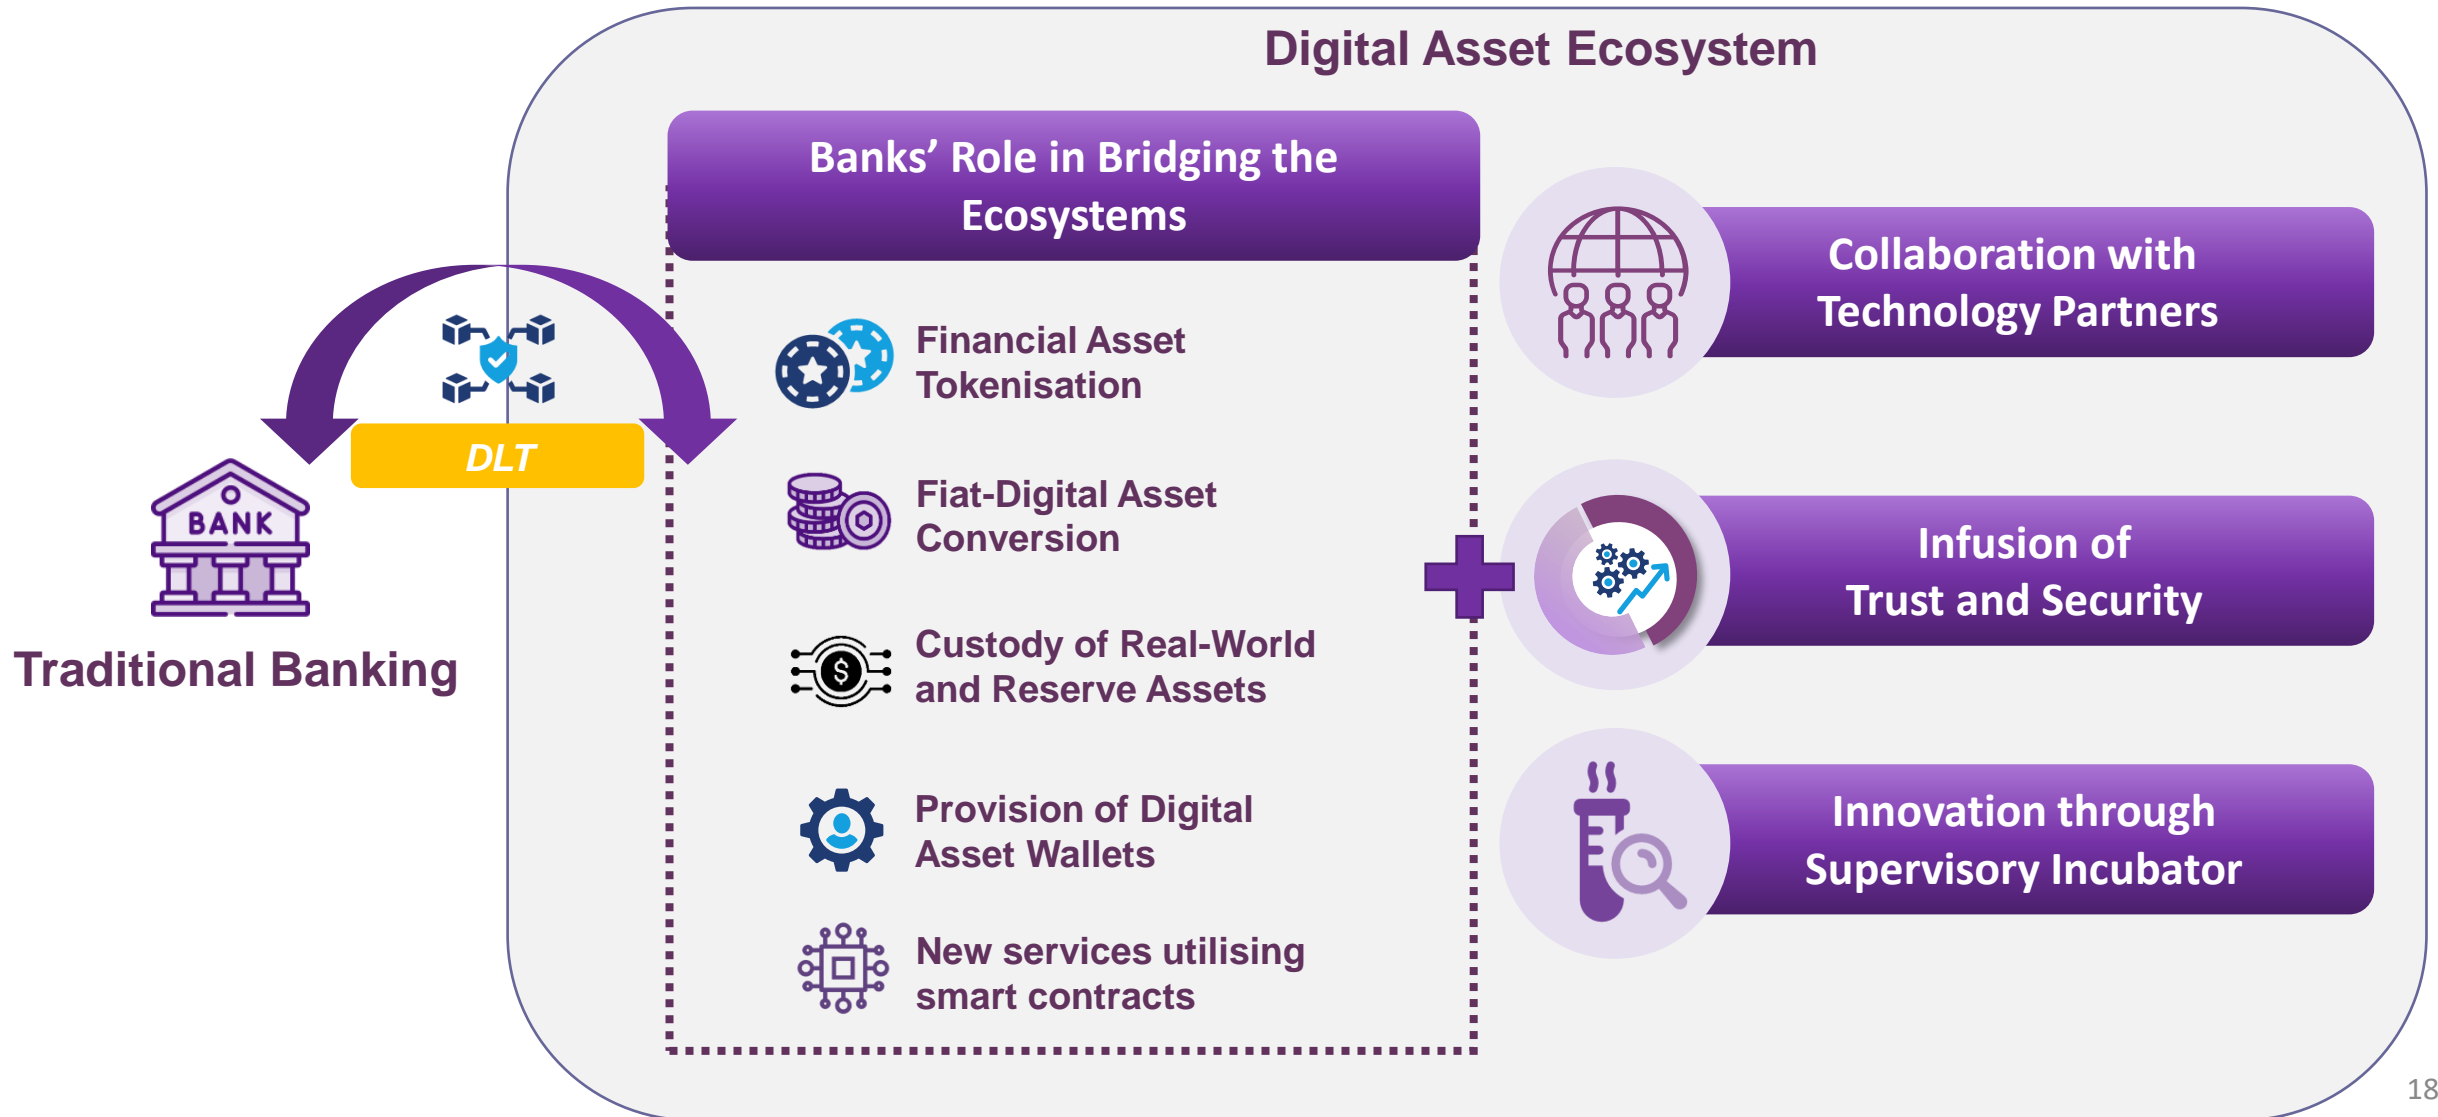 Digital Asset Ecosystem
Banks’ Role in Bridging the
Ecosystems
DLT
BANK
Traditional Banking
Financial Asset
Tokenisation
Fiat-Digital Asset
Conversion
$
Custody of Real-World
and Reserve Assets
Provision of Digital
Asset Wallets
New services utilising
smart contracts
Collaboration with
Technology Partners
Infusion of
Trust and Security
Innovation through
Supervisory Incubator
18